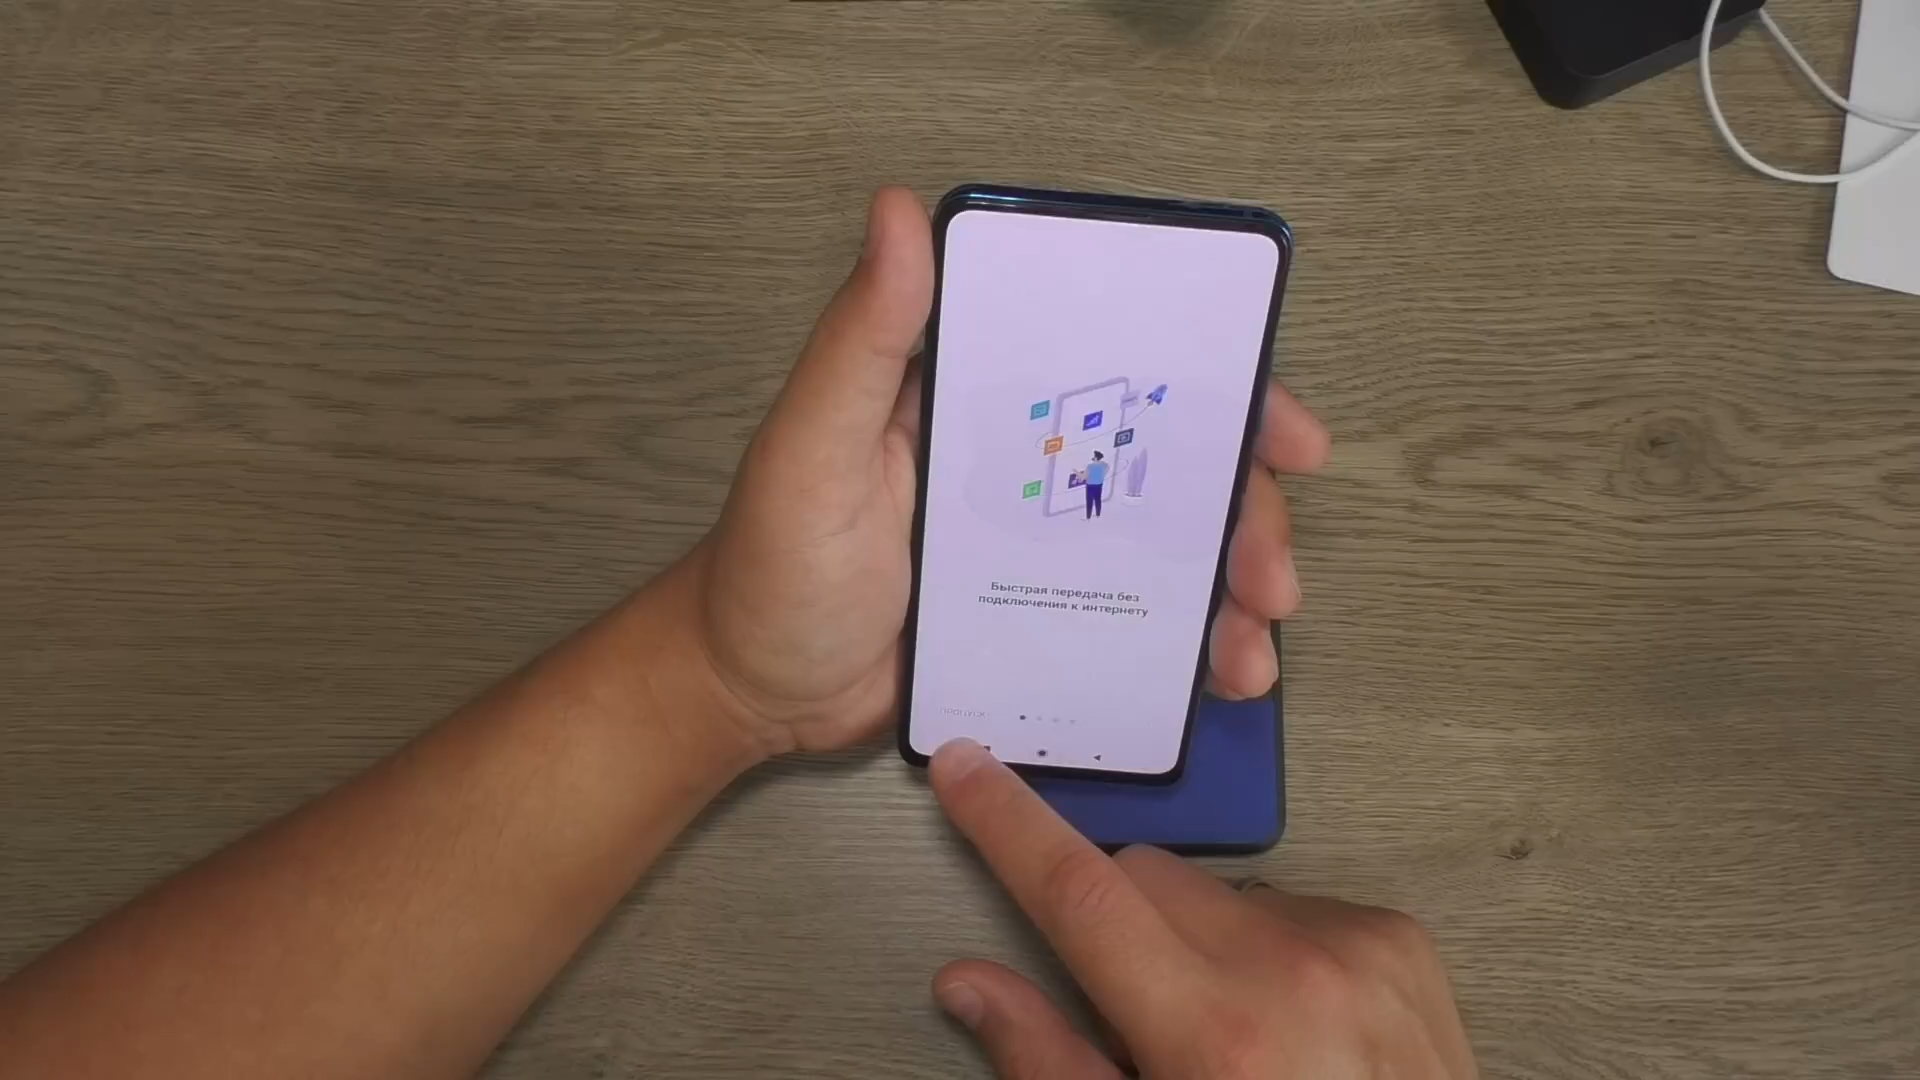 Быстрая передача без
подключения к интернету